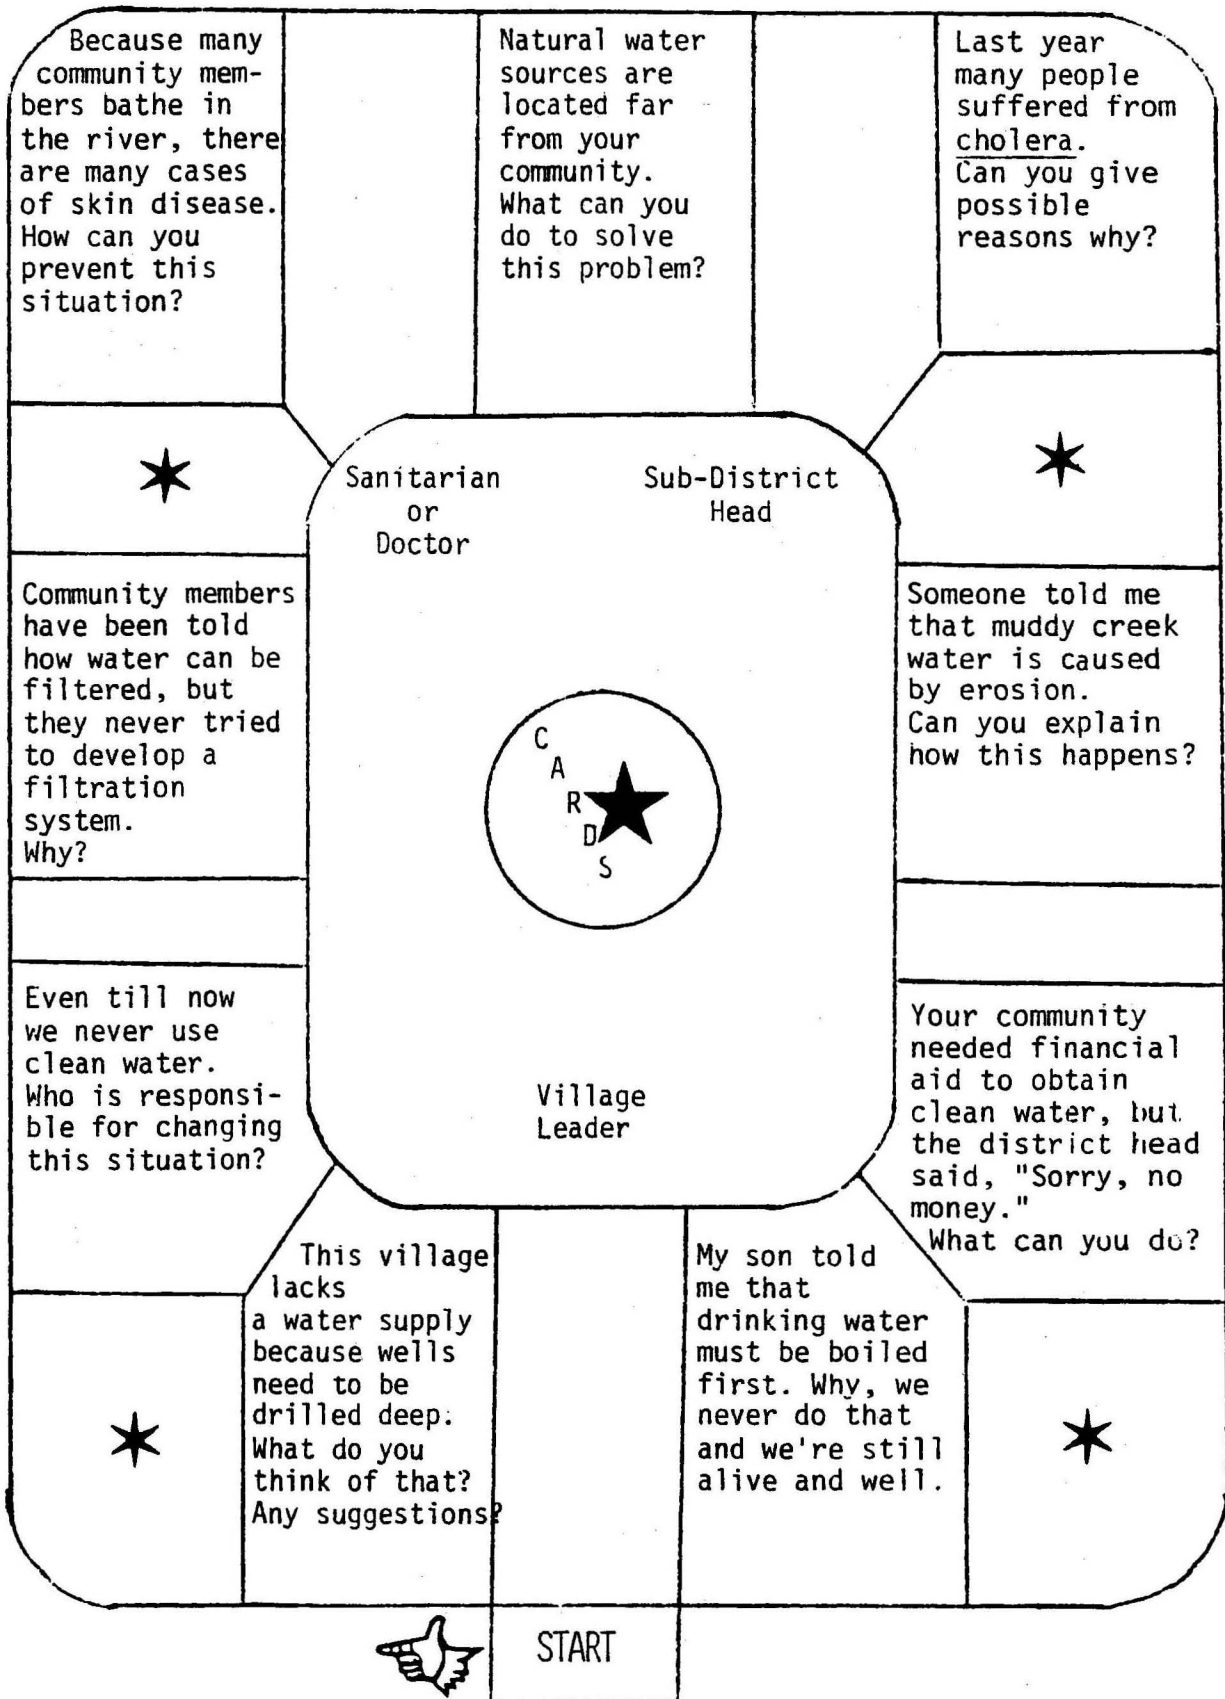 Because many
community mem-
bers bathe in
the river, there
are many cases
of skin disease.
How can you
prevent this
situation?
Natural water
sources are
located far
from your
community.
What can you
do to solve
this problem?
Last year
many people
suffered from
cholera.
Can you give
possible
reasons why?
Sanitarian
or
Doctor
Sub-District
Head
Community members
have been told
how water can be
filtered, but
they never tried
to develop a
filtration
system.
Why?
CARDS
Someone told me
that muddy creek
water is caused
by erosion.
Can you explain
how this happens?
Even till now
we never use
clean water.
Who is responsi-
ble for changing
this situation?
Village
Leader
Your community
needed financial
aid to obtain
clean water, but
the district head
said, "Sorry, no
money."
What can you do?
This village
lacks
a water supply
because wells
need to be
drilled deep.
What do you
think of that?
Any suggestions?
My son told
me that
drinking water
must be boiled
first. Why, we
never do that
and we're still
alive and well.
START